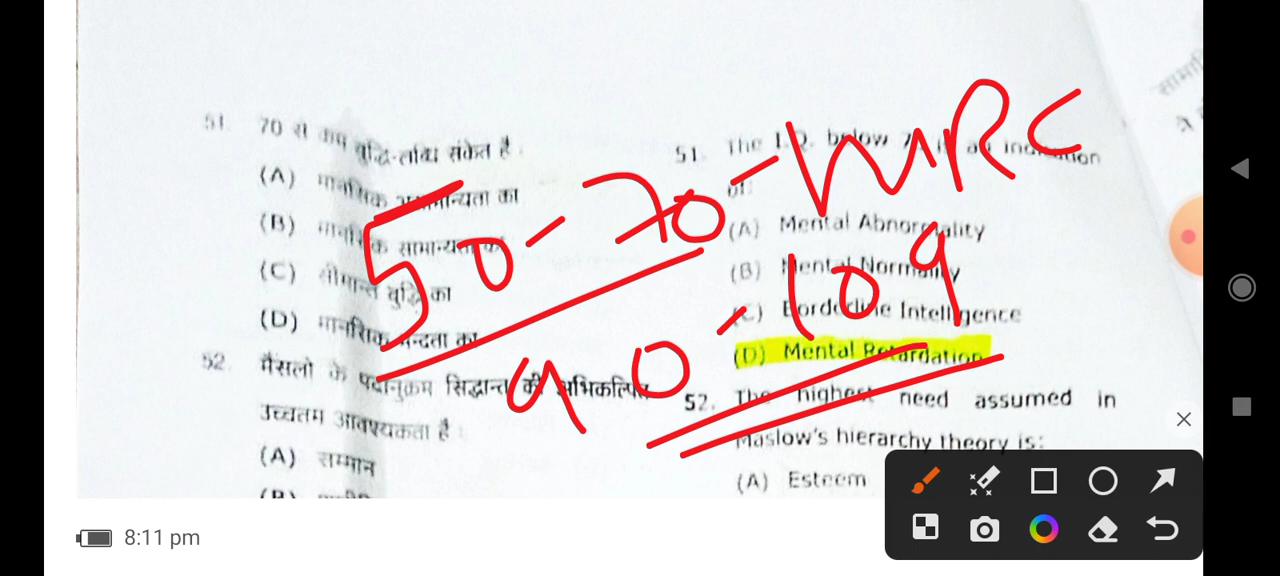 51. 70 से कम बुद्धि-लब्धि संकेत है :
(A) मानसिक असामान्यता का
(B) मानसिक सामान्यता का
(C) सीमान्त बुद्धि का
(D) मानसिक मन्दता का
52. मैसलो के पदानुक्रम सिद्धान्त की अभिकल्पित
उच्चतम आवश्यकता है :
(A) सम्मान
(B)
51. The I.Q. below 70 is an indication
of:
(A) Mental Abnormality
(B) Mental Normality
(C) Borderline Intelligence
(D) Mental Retardation
52. The highest need assumed in
Maslow's hierarchy theory is:
(A) Esteem
50-70-MRC
90-109
8:11 pm